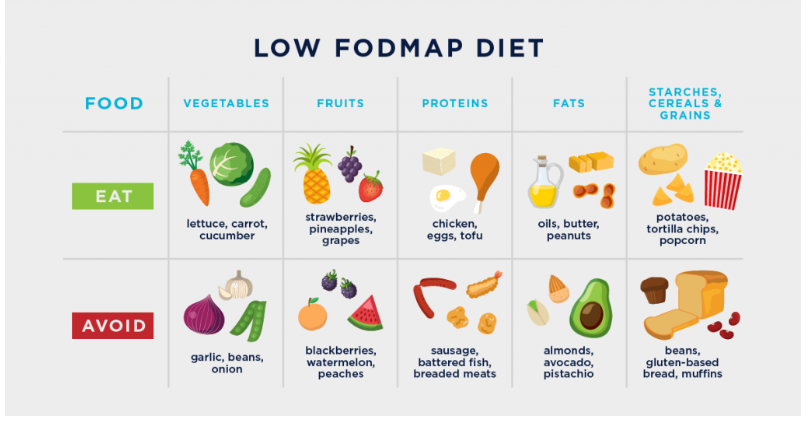 LOW FODMAP DIET
FOOD
VEGETABLES
FRUITS
PROTEINS
FATS
STARCHES,
CEREALS &
GRAINS
EAT
lettuce, carrot,
cucumber
strawberries,
pineapples,
grapes
chicken,
eggs, tofu
oils, butter,
peanuts
potatoes,
tortilla chips,
popcorn
AVOID
garlic, beans,
onion
blackberries,
watermelon,
peaches
sausage,
battered fish,
breaded meats
almonds,
avocado,
pistachio
beans,
gluten-based
bread, muffins